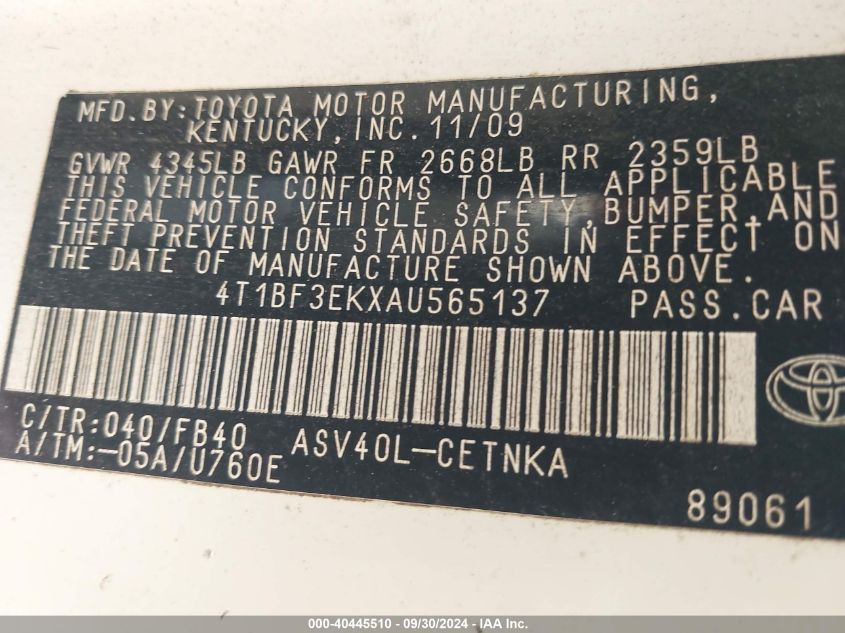 MFD.BY:TOYOTA MOTOR MANUFACTURING,
KENTUCKY, INC. 11/09
GVWR 4345LB GAWR FR 2668LB RR 2359LB
THIS VEHICLE CONFORMS TO ALL APPLICABLE
FEDERAL MOTOR VEHICLE SAFETY, BUMPER, AND
THEFT PREVENTION STANDARDS IN EFFECT ON
THE DATE OF MANUFACTURE SHOWN ABOVE.
4T1BF3EKXAU565137 PASS.CAR
C/TR:040/FB40 ASV40L-CETNKA
A/TM:-05A/U760E
89061
000-40445510 - 09/30/2024 - IAA Inc.